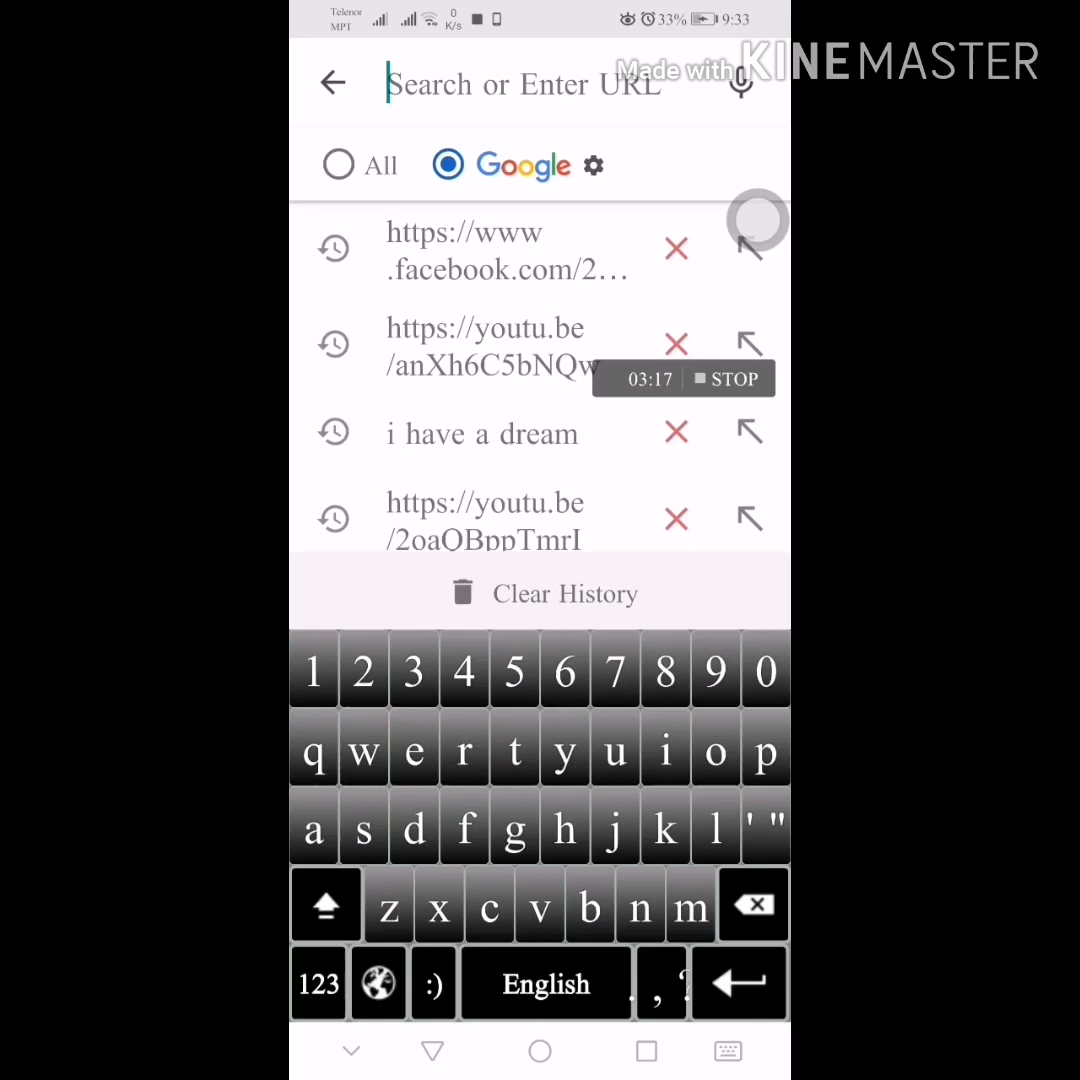 Telenor
MPT
0
K/s
33%
9:33
Made with KINEMASTER
Search or Enter URL
All
Google
https://www
.facebook.com/2...
https://youtu.be
/anXh6C5bNQw
03:17
STOP
i have a dream
https://youtu.be
/2oaQBppTmrI
Clear History
1 2 3 4 5 6 7 8 9 0
q w e r t y u i o p
a s d f g h j k l ' "
z x c v b n m
123 :) English . , ?